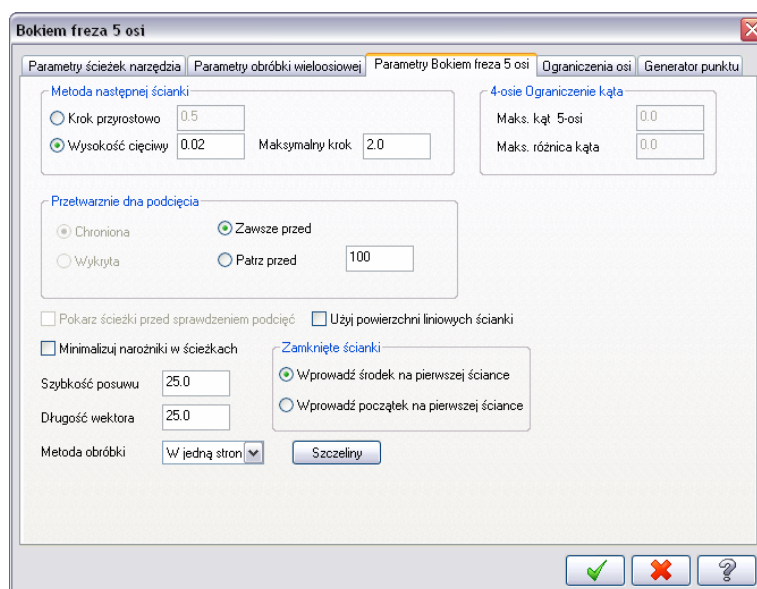 Bokiem freza 5 osi
Parametry ścieżek narzędzia Parametry obróbki wieloosiowej Parametry Bokiem freza 5 osi Ograniczenia osi Generator punktu
Metoda następnej ścianki
Krok przyrostowo 0.5
Wysokość cięciwy 0.02 Maksymalny krok 2.0
4-osie Ograniczenie kąta
Maks. kąt 5-osi 0.0
Maks. różnica kąta 0.0
Przetwarznie dna podcięcia
Chroniona Zawsze przed
Wykryta Patrz przed 100
Pokarz ścieżki przed sprawdzeniem podcięć Użyj powierzchni liniowych ścianki
Minimalizuj narożniki w ścieżkach
Szybkość posuwu 25.0
Długość wektora 25.0
Metoda obróbki W jedną stron
Zamknięte ścianki
Wprowadź środek na pierwszej ściance
Wprowadź początek na pierwszej ściance
Szczeliny